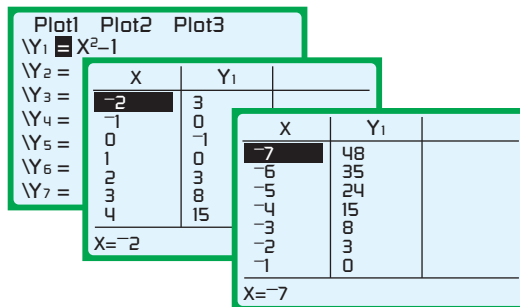 Plot1 Plot2 Plot3
\Y₁ = X²–1
\Y₂ =
\Y₃ =
\Y₄ =
\Y₅ =
\Y₆ =
\Y₇ =
X Y₁
⁻2 3
⁻1 0
0 ⁻1
1 0
2 3
3 8
4 15
X=⁻2
X Y₁
⁻7 48
⁻6 35
⁻5 24
⁻4 15
⁻3 8
⁻2 3
⁻1 0
X=⁻7